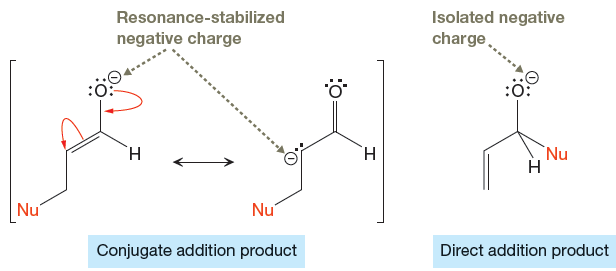 Resonance-stabilized
negative charge
Isolated negative
charge
O
H
Nu
O
H
Nu
O
Nu
H
Conjugate addition product
Direct addition product